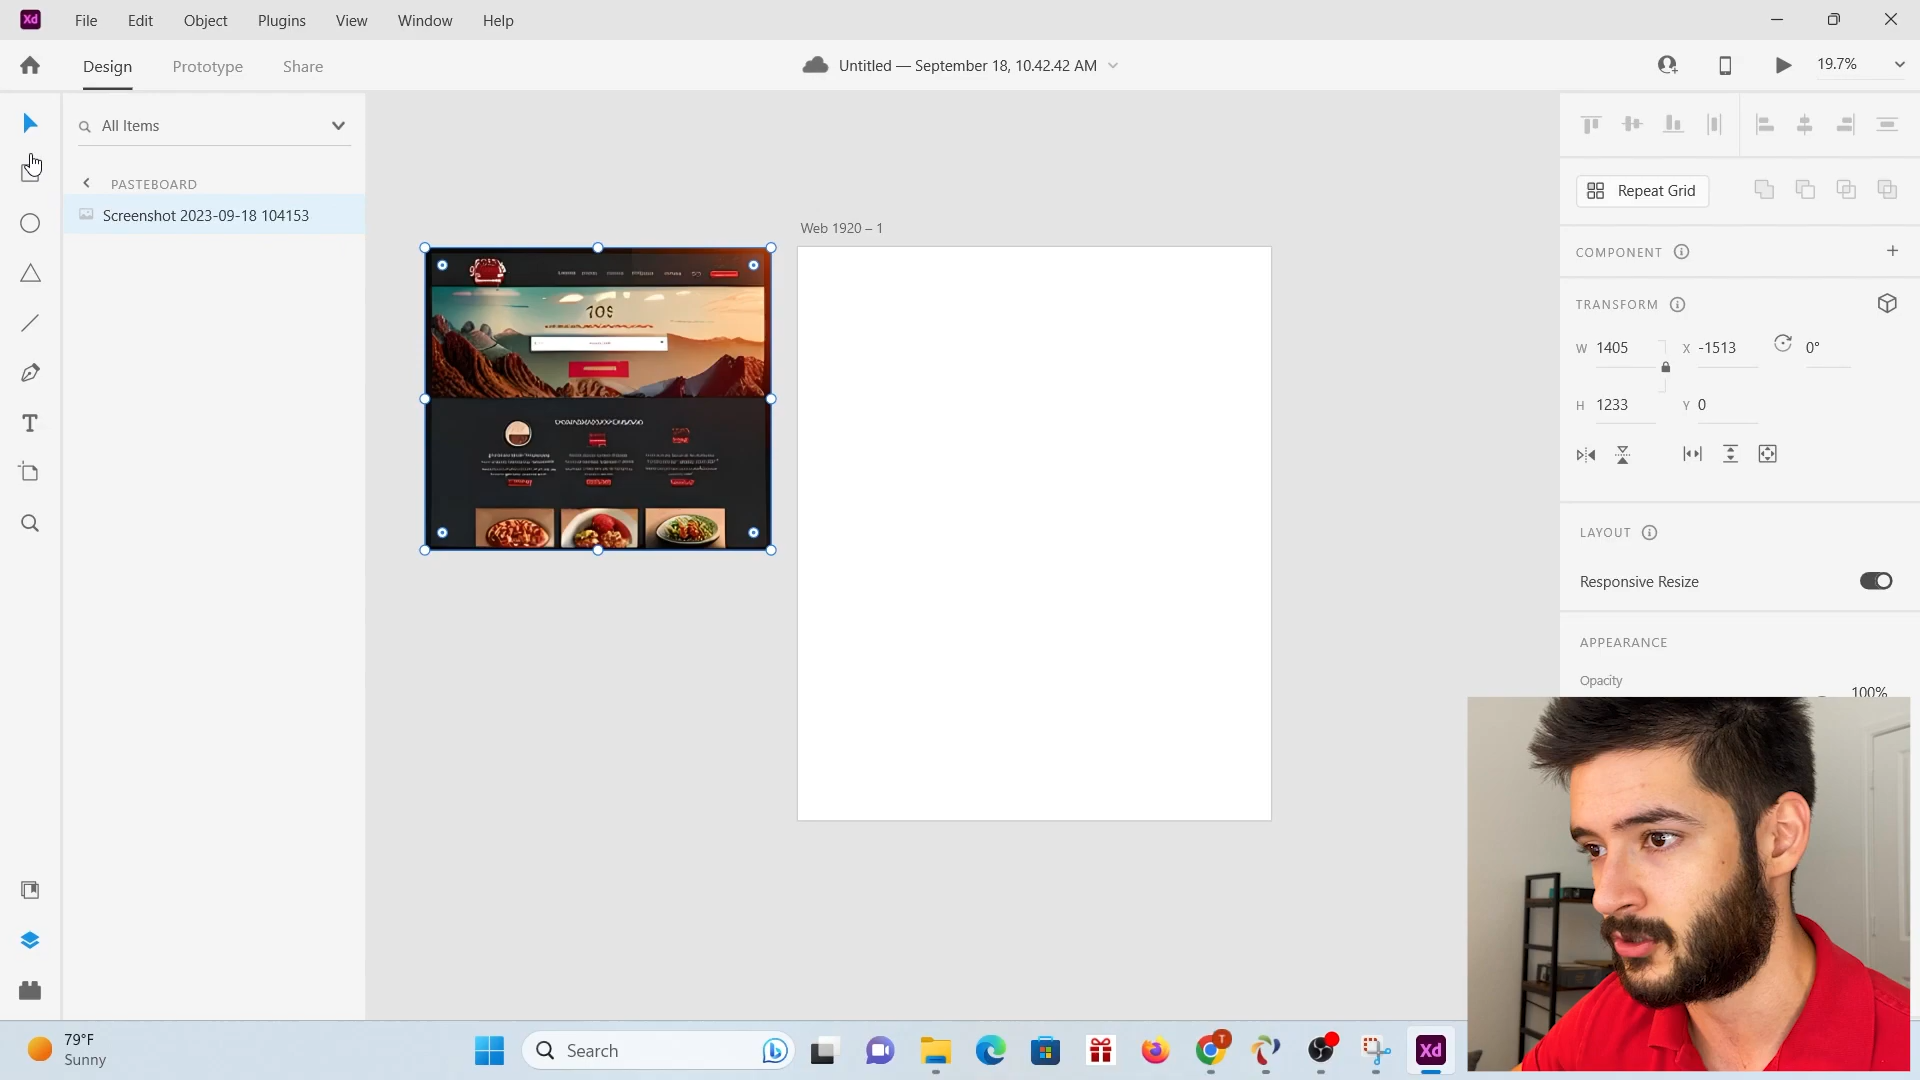 Xd File Edit Object Plugins View Window Help
Design Prototype Share
Untitled — September 18, 10.42.42 AM
19.7%
All Items
PASTEBOARD
Screenshot 2023-09-18 104153
Web 1920 – 1
Repeat Grid
COMPONENT
TRANSFORM
W 1405 X -1513 0°
H 1233 Y 0
LAYOUT
Responsive Resize
APPEARANCE
Opacity
100%
T
79°F
Sunny
Search
T
Xd